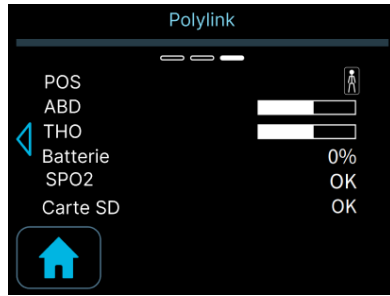 Polylink
POS
ABD
THO
Batterie 0%
SPO2 OK
Carte SD OK